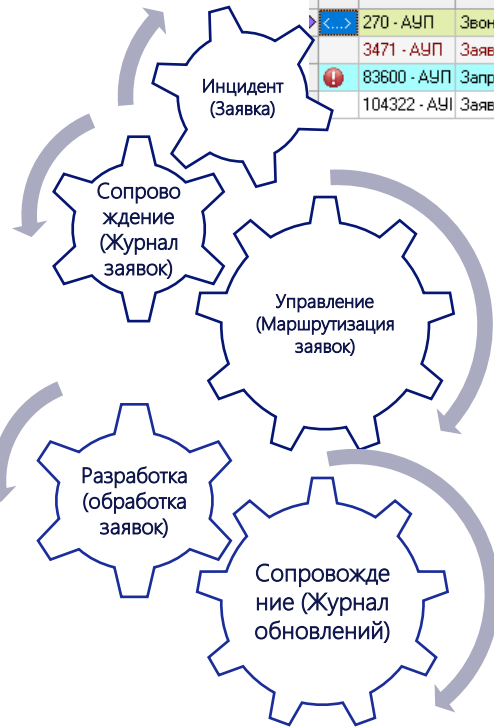 <...> 270 - АУП Звон
3471 - АУП Заяв
83600 - АУП Запр
104322 - АУ Заяв
Инцидент
(Заявка)
Сопрово
ждение
(Журнал
заявок)
Управление
(Маршрутизация
заявок)
Разработка
(обработка
заявок)
Сопровожде
ние (Журнал
обновлений)